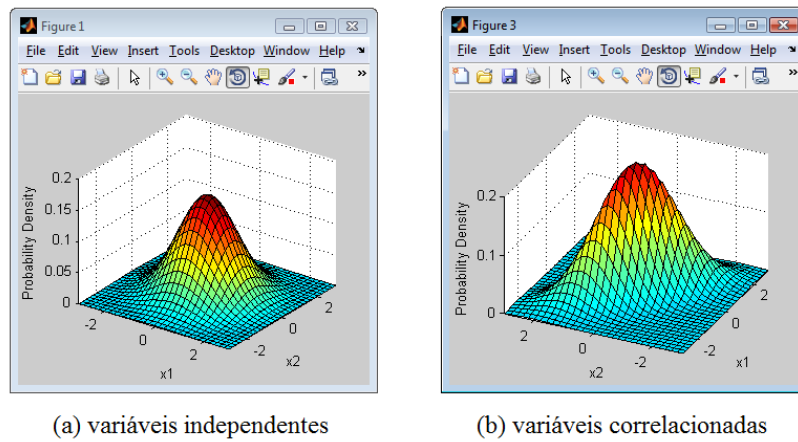 Figure 1
File Edit View Insert Tools Desktop Window Help
Probability Density
0.2
0.15
0.1
0.05
0
-2
0
2
x1
-2
0
2
x2
(a) variáveis independentes
Figure 3
File Edit View Insert Tools Desktop Window Help
Probability Density
0.2
0.1
0
2
0
-2
x2
-2
0
2
x1
(b) variáveis correlacionadas